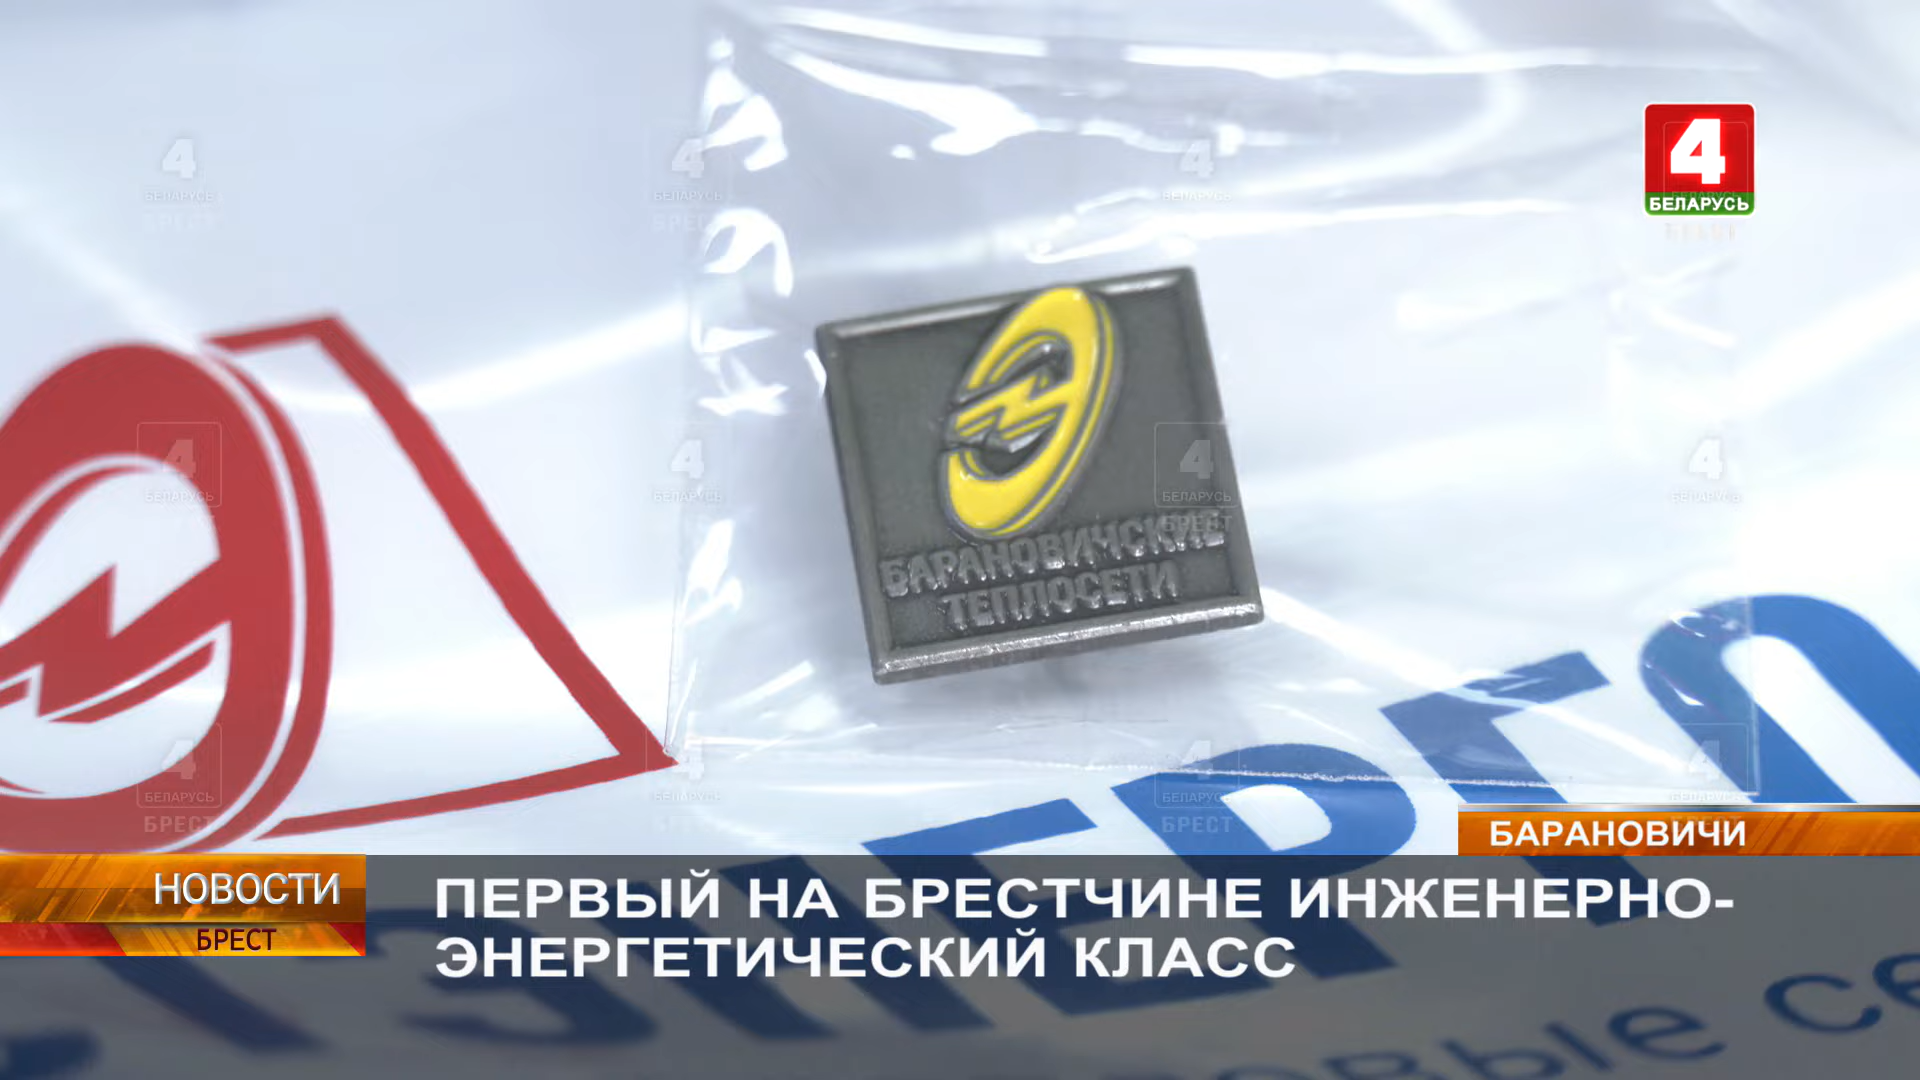 4
БЕЛАРУСЬ
БАРАНОВИЧСКИЕ
ТЕПЛОСЕТИ
БАРАНОВИЧИ
НОВОСТИ
БРЕСТ
ПЕРВЫЙ НА БРЕСТЧИНЕ ИНЖЕНЕРНО-
ЭНЕРГЕТИЧЕСКИЙ КЛАСС